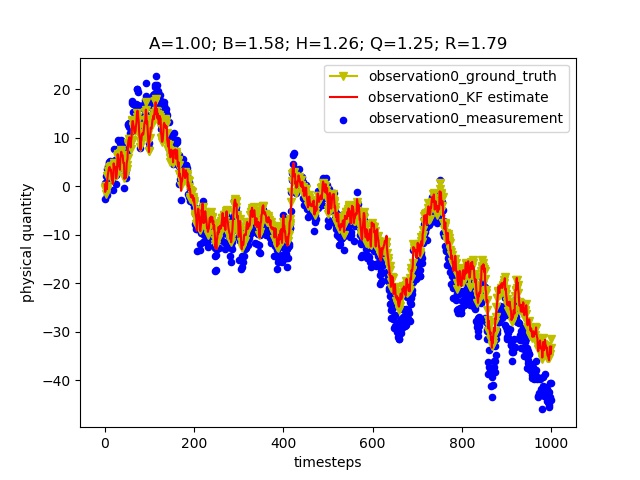 A=1.00; B=1.58; H=1.26; Q=1.25; R=1.79
observation0_ground_truth
observation0_KF estimate
observation0_measurement
physical quantity
20
10
0
−10
−20
−30
−40
0 200 400 600 800 1000
timesteps